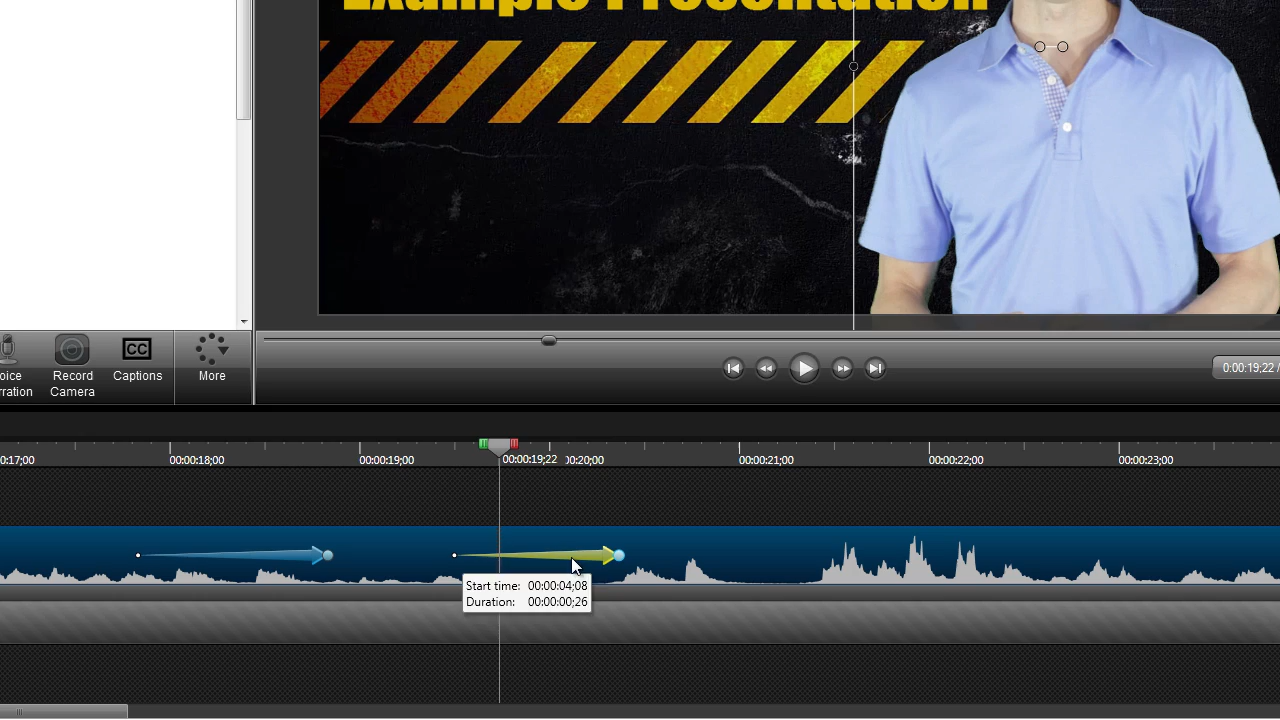 Example Presentation
oice
rration
Record
Camera
CC
Captions
More
0:00:19;22 /
0:17;00
00:00:18;00
00:00:19;00
00:00:19;22
00:20;00
00:00:21;00
00:00:22;00
00:00:23;00
Start time: 00:00:04;08
Duration: 00:00:00;26